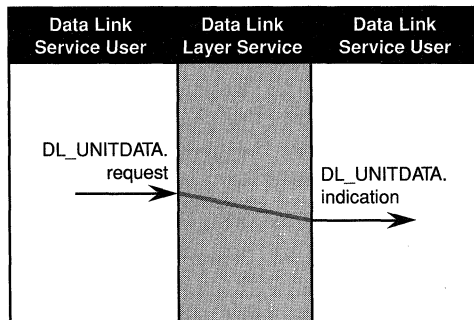 Data Link
Service User
Data Link
Layer Service
Data Link
Service User
DL_UNITDATA.
request
DL_UNITDATA.
indication